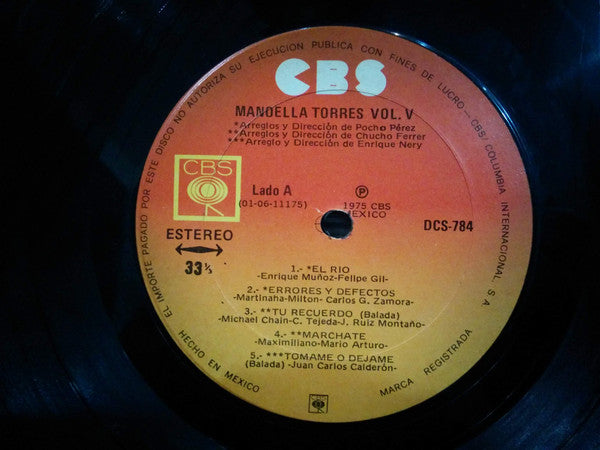 EL IMPORTE PAGADO POR ESTE DISCO NO AUTORIZA SU EJECUCION PUBLICA CON FINES DE LUCRO - CBS/COLUMBIA INTERNACIONAL, S.A.
CBS
MANOELLA TORRES VOL. V
*Arreglos y Dirección de Pocho Pérez
**Arreglos y Dirección de Chucho Ferrer
***Arreglo y Dirección de Enrique Nery
CBS
Lado A
(01-06-11175)
P
1975 CBS
MEXICO
DCS-784
ESTEREO
33⅓
1.- *EL RIO
-Enrique Muñoz-Felipe Gil-
2.- **ERRORES Y DEFECTOS
-Martinaha-Milton- Carlos G. Zamora-
3.- **TU RECUERDO (Balada)
-Michael Chain-C. Tejeda-J. Ruiz Montaño-
4.- **MARCHATE
-Maximiliano-Mario Arturo-
5.- ***TOMAME O DEJAME
(Balada) -Juan Carlos Calderón-
HECHO EN MEXICO
MARCA REGISTRADA